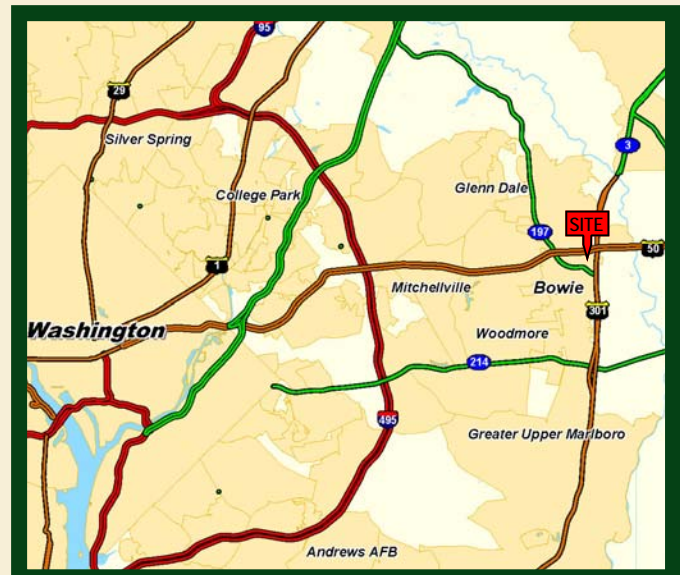 95
29
Silver Spring
3
College Park
Glenn Dale
SITE
197
50
1
Mitchellville
Bowie
301
Washington
Woodmore
214
495
Greater Upper Marlboro
Andrews AFB